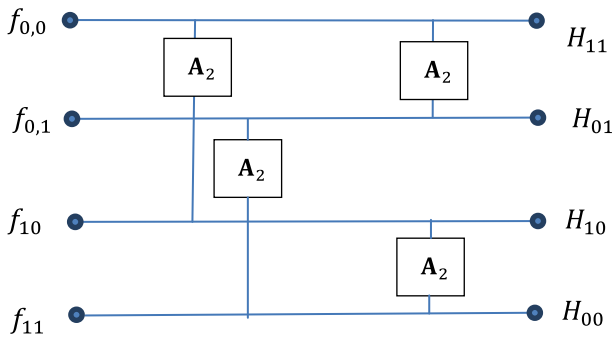 f₀,₀ A₂ A₂ H₁₁
f₀,₁ A₂ H₀₁
f₁₀ A₂ H₁₀
f₁₁ H₀₀